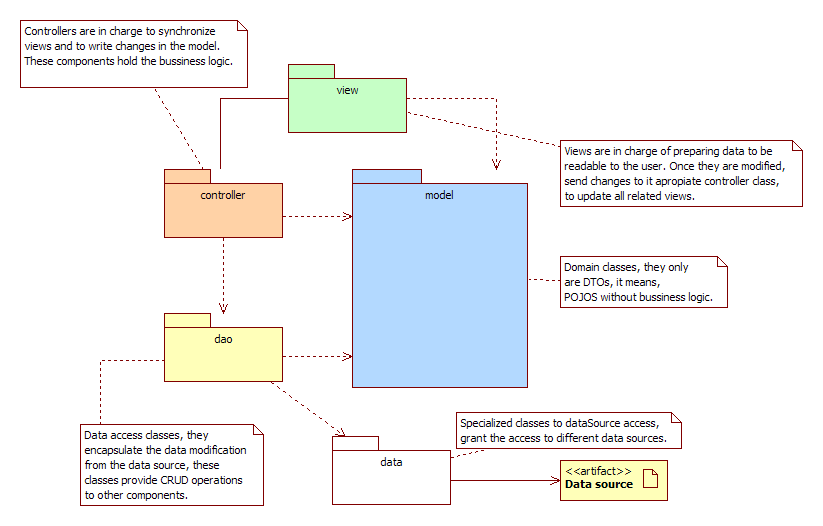 Controllers are in charge to synchronize
views and to write changes in the model.
These components hold the bussiness logic.
view
Views are in charge of preparing data to be
readable to the user. Once they are modified,
send changes to it apropiate controller class,
to update all related views.
controller
model
Domain classes, they only
are DTOs, it means,
POJOS without bussiness logic.
dao
Data access classes, they
encapsulate the data modification
from the data source, these
classes provide CRUD operations
to other components.
Specialized classes to dataSource access,
grant the access to different data sources.
data
<<artifact>>
Data source